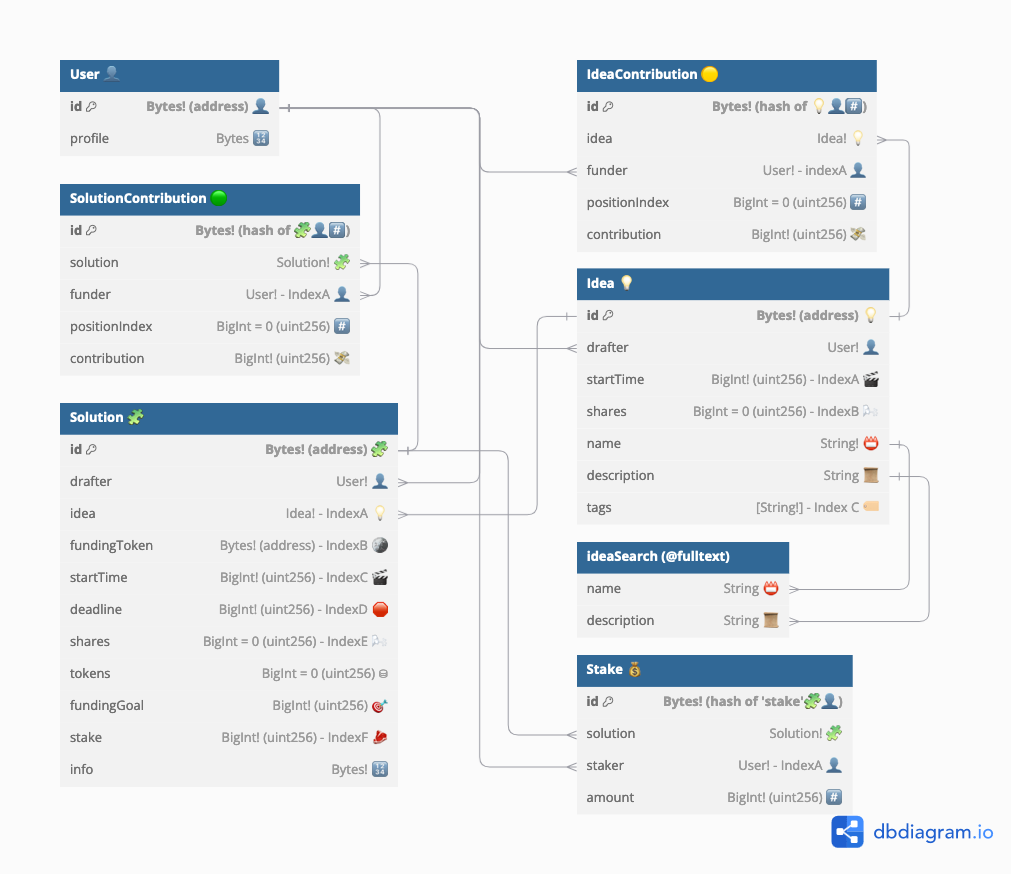 User 👤
id Bytes! (address) 👤
profile Bytes 🔢
SolutionContribution 🟢
id Bytes! (hash of 🧩👤#️⃣)
solution Solution! 🧩
funder User! - IndexA 👤
positionIndex BigInt = 0 (uint256) #️⃣
contribution BigInt! (uint256) 💸
Solution 🧩
id Bytes! (address) 🧩
drafter User! 👤
idea Idea! - IndexA 💡
fundingToken Bytes! (address) - IndexB 🪙
startTime BigInt! (uint256) - IndexC 🎬
deadline BigInt! (uint256) - IndexD 🛑
shares BigInt = 0 (uint256) - IndexE 🌬️
tokens BigInt = 0 (uint256) ⛁
fundingGoal BigInt! (uint256) 🎯
stake BigInt! (uint256) - IndexF 🥩
info Bytes! 🔢
IdeaContribution 🟡
id Bytes! (hash of 💡👤#️⃣)
idea Idea! 💡
funder User! - indexA 👤
positionIndex BigInt = 0 (uint256) #️⃣
contribution BigInt! (uint256) 💸
Idea 💡
id Bytes! (address) 💡
drafter User! 👤
startTime BigInt! (uint256) - IndexA 🎬
shares BigInt = 0 (uint256) - IndexB 🌬️
name String! 📛
description String 📜
tags [String!] - Index C 🏷️
ideaSearch (@fulltext)
name String 📛
description String 📜
Stake 💰
id Bytes! (hash of 'stake'🧩👤)
solution Solution! 🧩
staker User! - IndexA 👤
amount BigInt! (uint256) #️⃣
dbdiagram.io